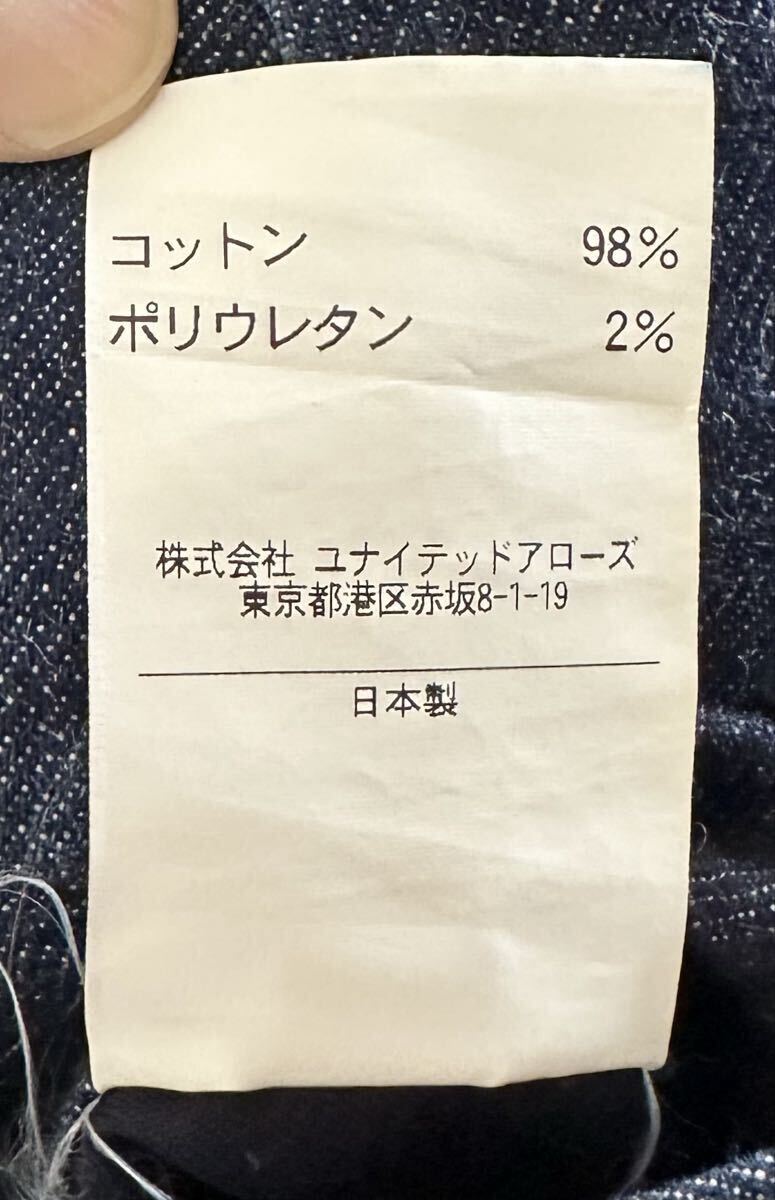 コットン 98%
ポリウレタン 2%
株式会社 ユナイテッドアローズ
東京都港区赤坂8-1-19
日本製